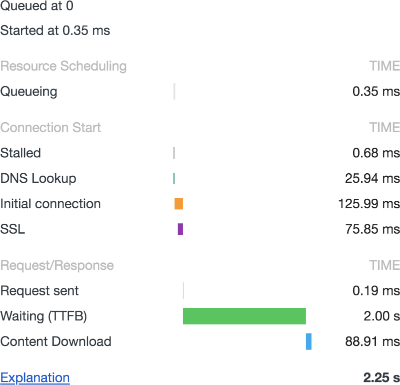 Queued at 0
Started at 0.35 ms
Resource Scheduling TIME
Queueing 0.35 ms
Connection Start TIME
Stalled 0.68 ms
DNS Lookup 25.94 ms
Initial connection 125.99 ms
SSL 75.85 ms
Request/Response TIME
Request sent 0.19 ms
Waiting (TTFB) 2.00 s
Content Download 88.91 ms
Explanation 2.25 s